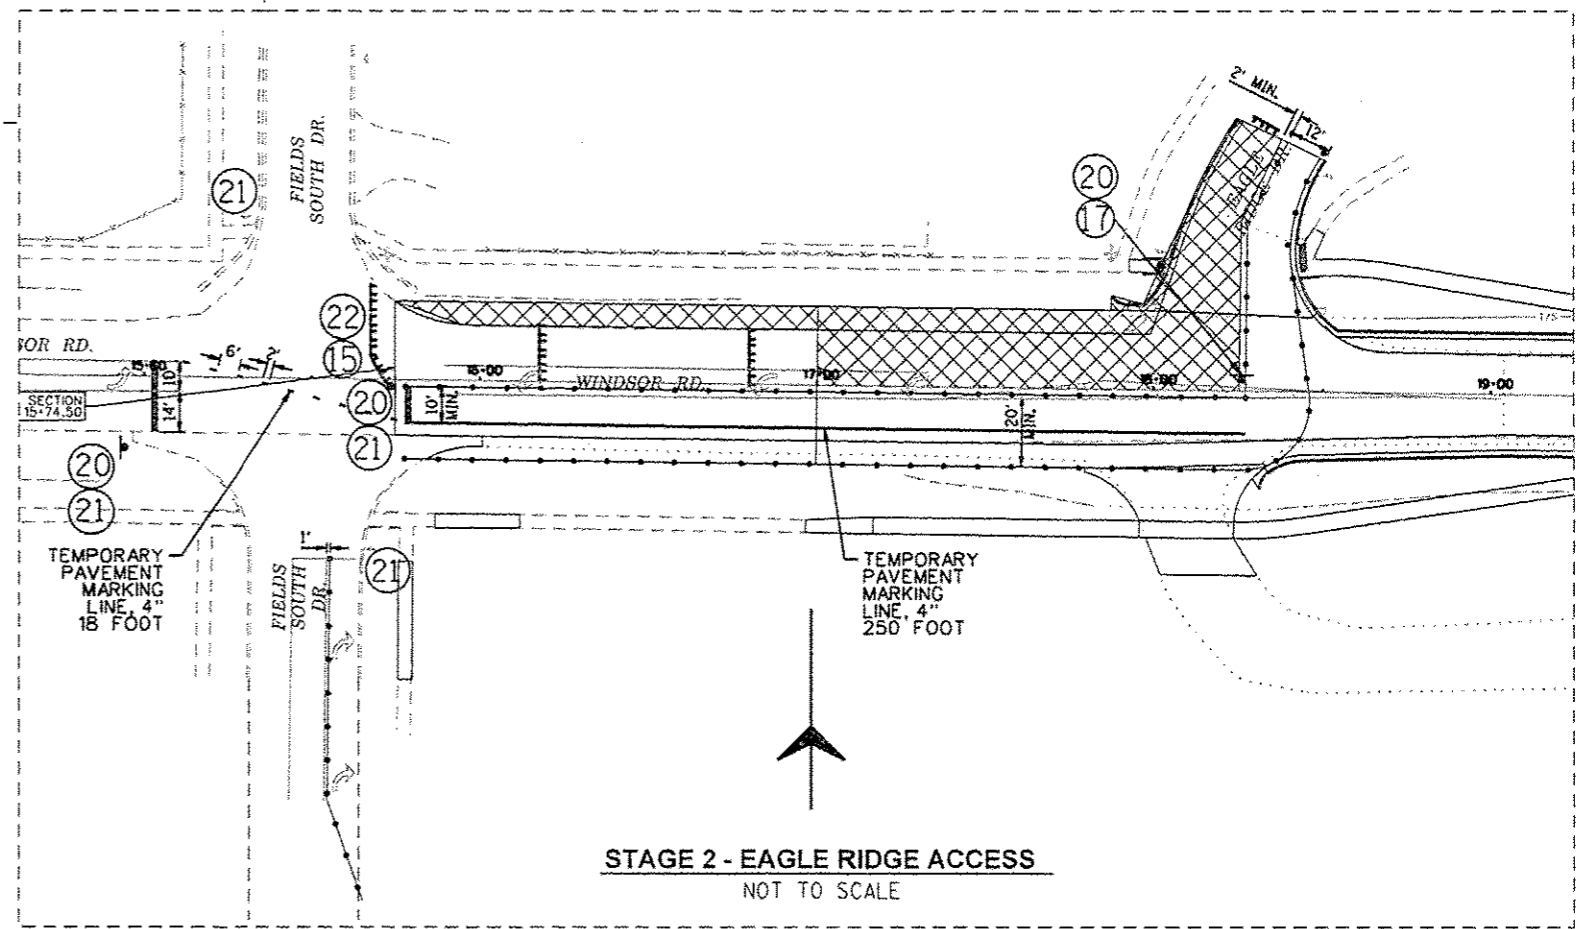 2' MIN.
12'
EAGLE
20
17
21
FIELDS
SOUTH DR.
22
15
SOR RD.
15+00
6'
2'
10'
14'
SECTION
15+74.50
16+00
WINDSOR RD.
17+00
18+00
19+00
20
21
10'
MIN.
20'
MIN.
20
21
TEMPORARY
PAVEMENT
MARKING
LINE, 4"
18 FOOT
1'
FIELDS
SOUTH
DR.
21
TEMPORARY
PAVEMENT
MARKING
LINE, 4"
250 FOOT
STAGE 2 - EAGLE RIDGE ACCESS
NOT TO SCALE